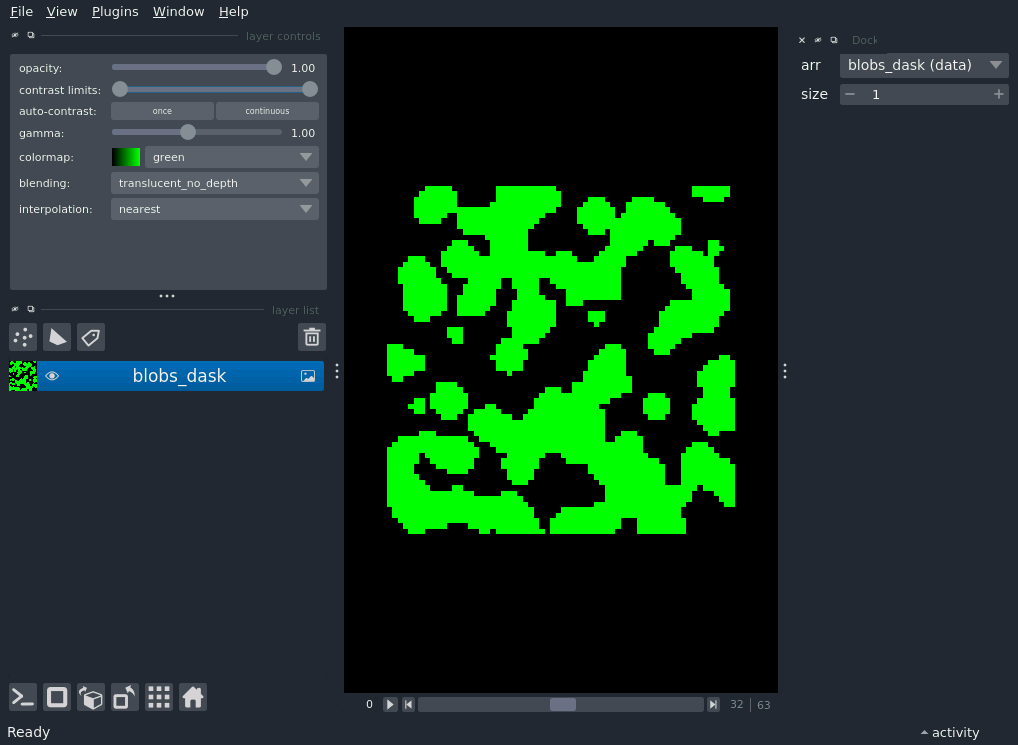 File View Plugins Window Help
layer controls
opacity: 1.00
contrast limits:
auto-contrast: once continuous
gamma: 1.00
colormap: green
blending: translucent_no_depth
interpolation: nearest
layer list
blobs_dask
Dock
arr blobs_dask (data)
size 1
0 32 63
Ready
activity